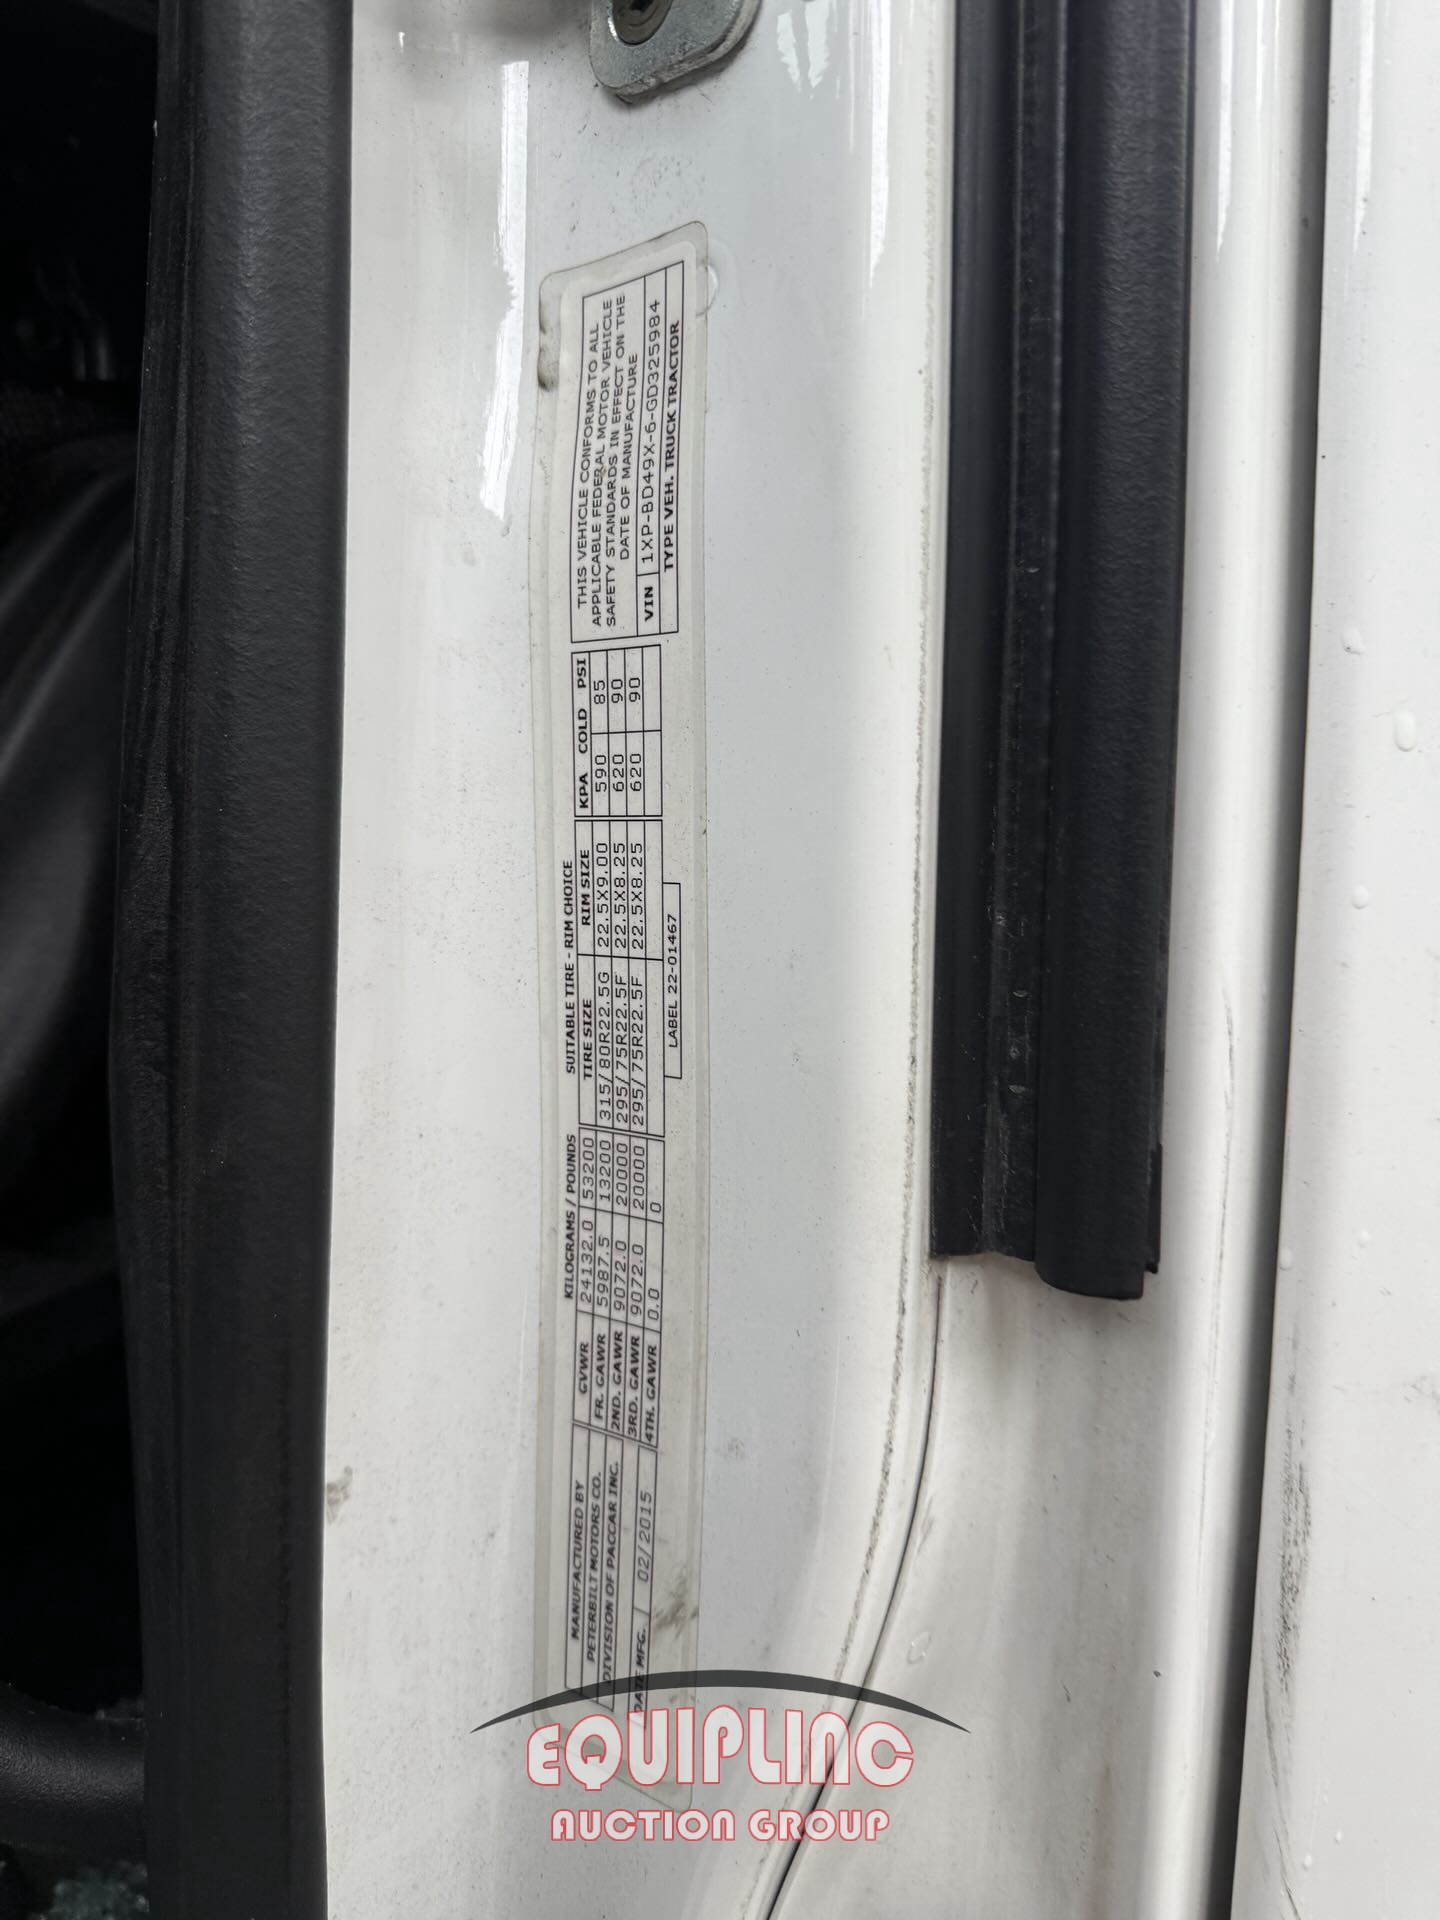 MANUFACTURED BY
PETERBILT MOTORS CO.
DIVISION OF PACCAR INC.
DATE MFG. 02/2015
KILOGRAMS / POUNDS
GVWR 24132.0 53200
FR. GAWR 5987.5 13200
2ND. GAWR 9072.0 20000
3RD. GAWR 9072.0 20000
4TH. GAWR 0.0 0
SUITABLE TIRE - RIM CHOICE
TIRE SIZE RIM SIZE KPA COLD PSI
315/80R22.5G 22.5X9.00 590 85
295/75R22.5F 22.5X8.25 620 90
295/75R22.5F 22.5X8.25 620 90
LABEL 22-01467
THIS VEHICLE CONFORMS TO ALL
APPLICABLE FEDERAL MOTOR VEHICLE
SAFETY STANDARDS IN EFFECT ON THE
DATE OF MANUFACTURE
VIN 1XP-BD49X-6-GD325984
TYPE VEH. TRUCK TRACTOR
EQUIPLINC
AUCTION GROUP